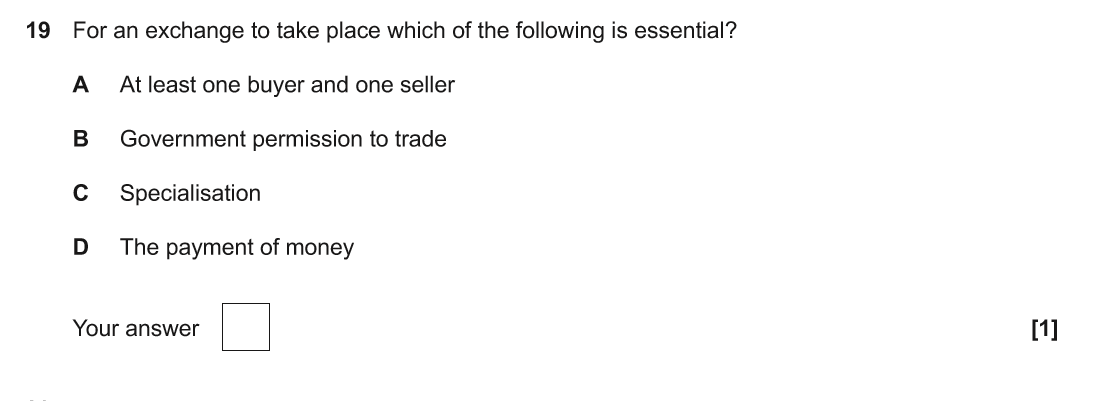 19 For an exchange to take place which of the following is essential?
A At least one buyer and one seller
B Government permission to trade
C Specialisation
D The payment of money
Your answer [1]